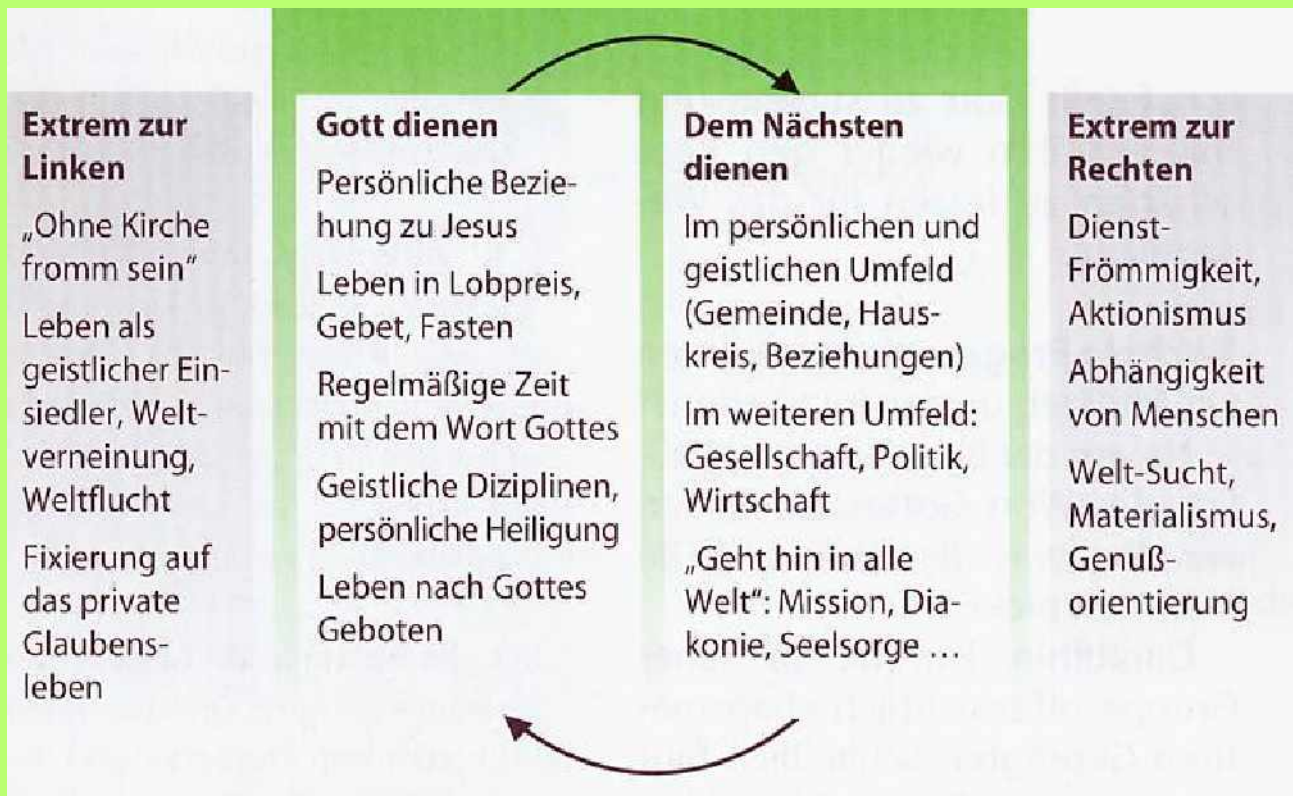 Extrem zur
Linken
„Ohne Kirche
fromm sein"
Leben als
geistlicher Ein-
siedler, Welt-
verneinung,
Weltflucht
Fixierung auf
das private
Glaubens-
leben
Gott dienen
Persönliche Bezie-
hung zu Jesus
Leben in Lobpreis,
Gebet, Fasten
Regelmäßige Zeit
mit dem Wort Gottes
Geistliche Diziplinen,
persönliche Heiligung
Leben nach Gottes
Geboten
Dem Nächsten
dienen
Im persönlichen und
geistlichen Umfeld
(Gemeinde, Haus-
kreis, Beziehungen)
Im weiteren Umfeld:
Gesellschaft, Politik,
Wirtschaft
„Geht hin in alle
Welt“: Mission, Dia-
konie, Seelsorge …
Extrem zur
Rechten
Dienst-
Frömmigkeit,
Aktionismus
Abhängigkeit
von Menschen
Welt-Sucht,
Materialismus,
Genuß-
orientierung